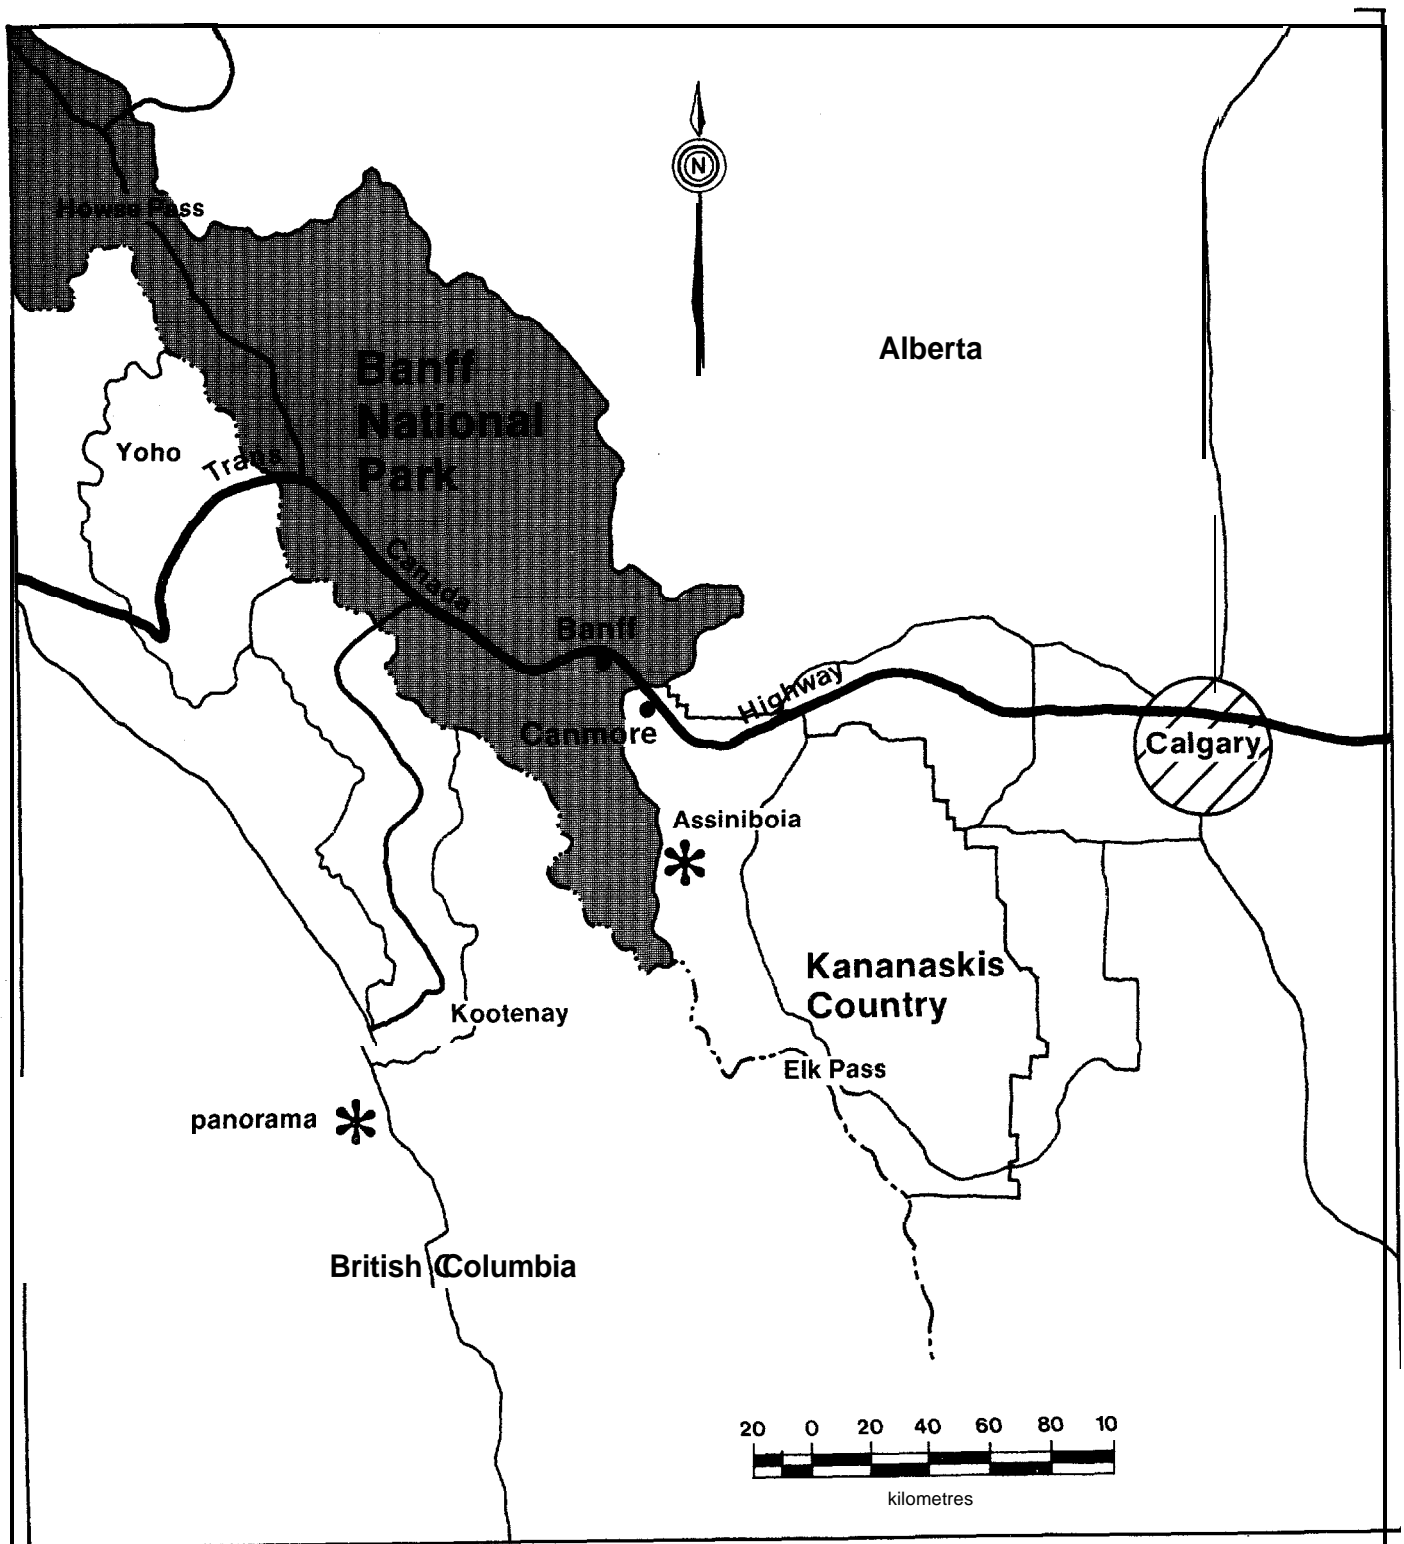 N
Howse Pass
Alberta
Banff
National
Park
Yoho
Trans
Canada
Banff
Highway
Canmore
Calgary
Assiniboia
Kananaskis
Country
Kootenay
Elk Pass
panorama
British CColumbia
20 0 20 40 60 80 10
kilometres